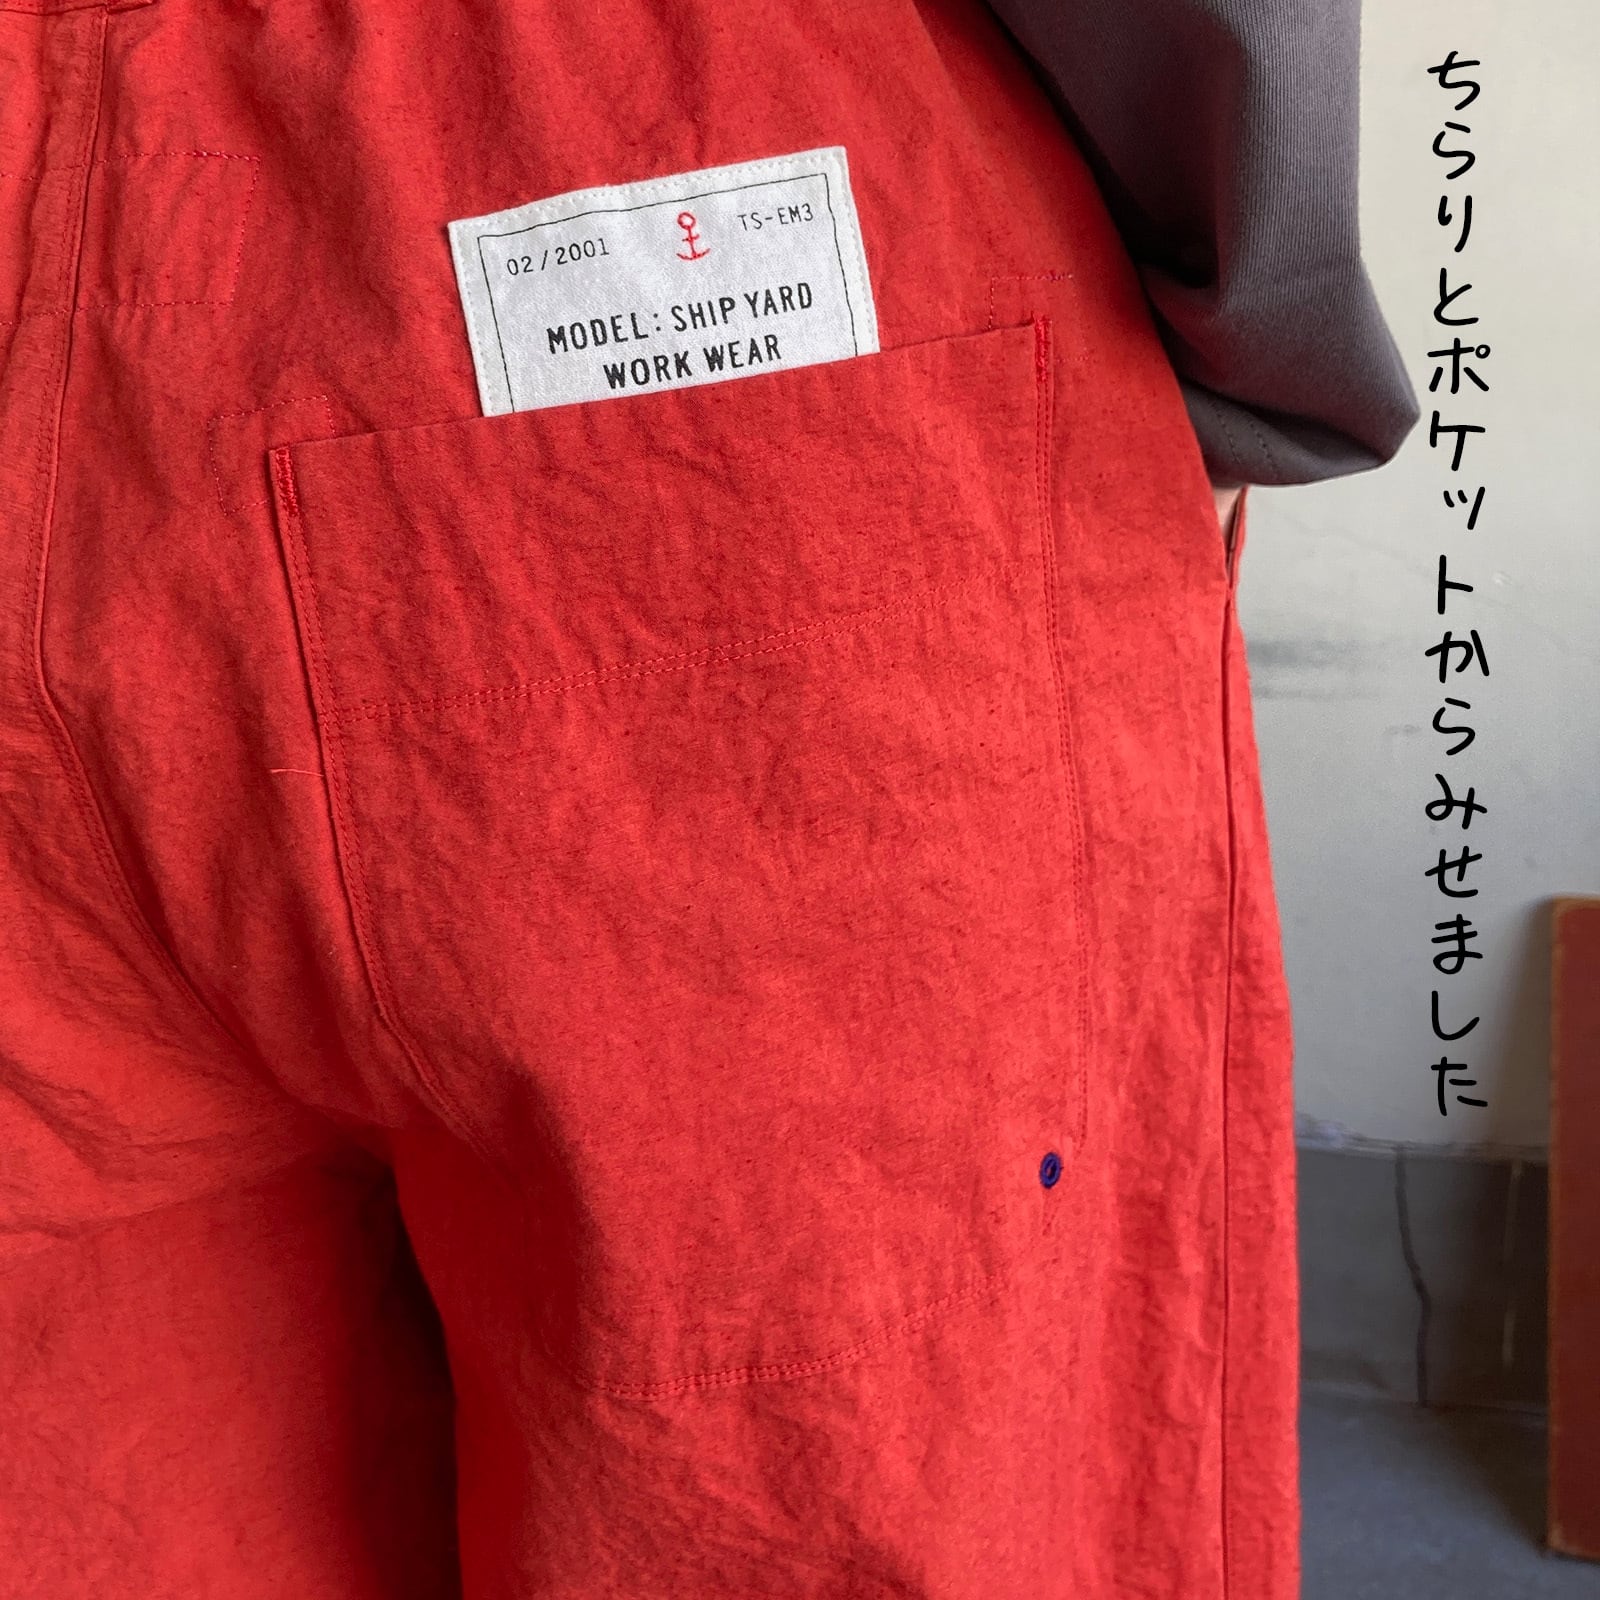 02/2001
TS-EM3
MODEL: SHIP YARD
WORK WEAR
ちらりとポケットからみせました